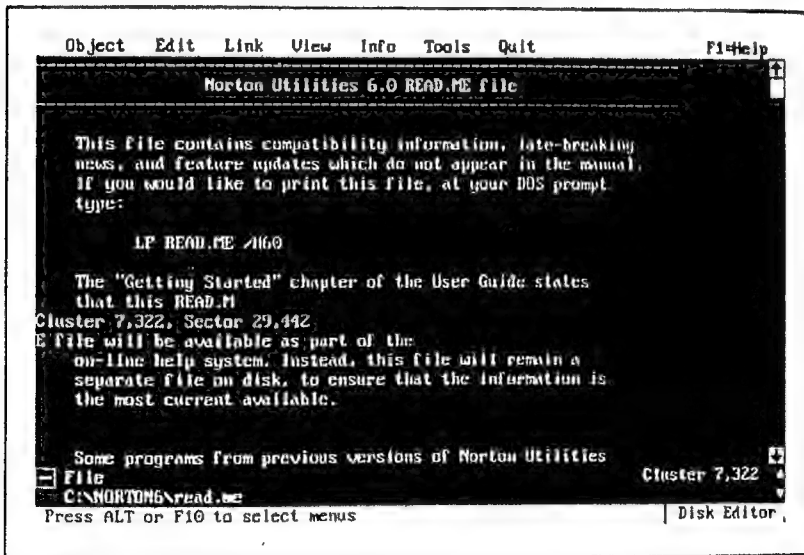 Object Edit Link View Info Tools Quit F1=Help
Norton Utilities 6.0 READ.ME file
This file contains compatibility information, late-breaking
news, and feature updates which do not appear in the manual.
If you would like to print this file, at your DOS prompt
type:
LP READ.ME /H60
The "Getting Started" chapter of the User Guide states
that this READ.M
Cluster 7,322, Sector 29,442
E file will be available as part of the
on-line help system. Instead, this file will remain a
separate file on disk, to ensure that the information is
the most current available.
Some programs from previous versions of Norton Utilities
File Cluster 7,322
C:\NORTON6\read.me
Press ALT or F10 to select menus Disk Editor